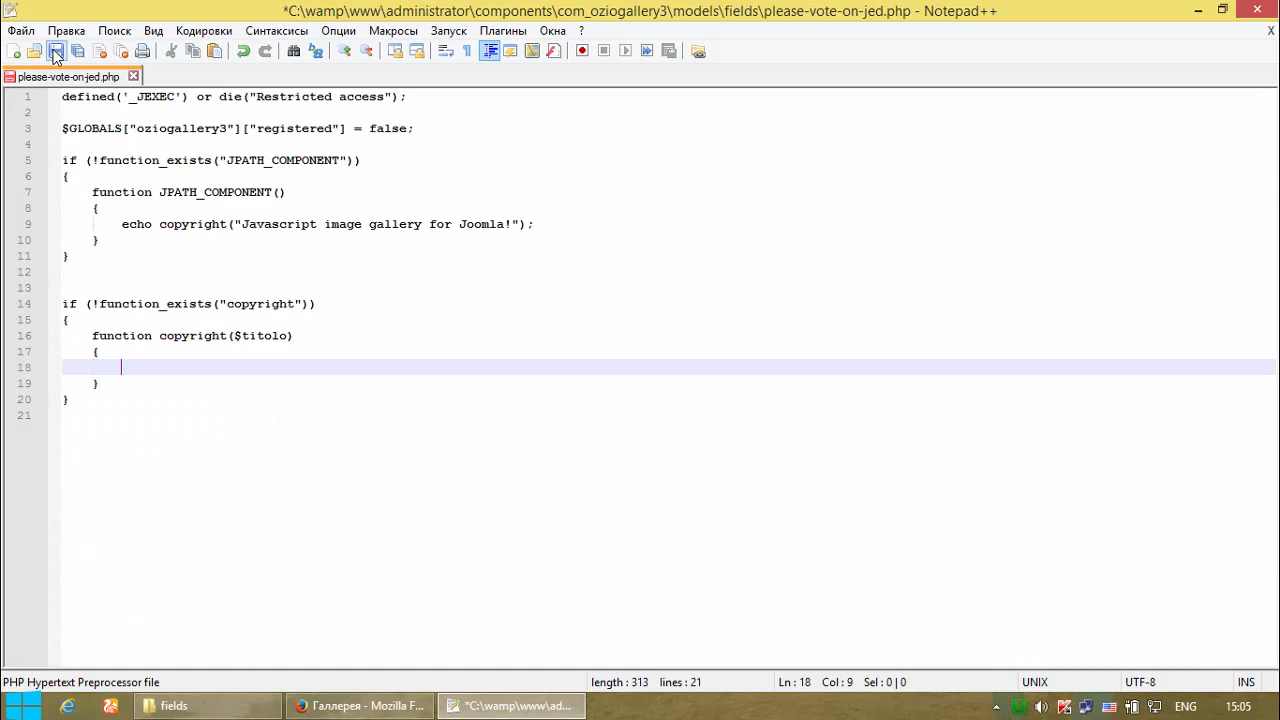 *C:\wamp\www\administrator\components\com_oziogallery3\models\fields\please-vote-on-jed.php - Notepad++
Файл Правка Поиск Вид Кодировки Синтаксисы Опции Макросы Запуск Плагины Окна ? X
please-vote-on-jed.php
1 defined('_JEXEC') or die("Restricted access");
2
3 $GLOBALS["oziogallery3"]["registered"] = false;
4
5 if (!function_exists("JPATH_COMPONENT"))
6 {
7 function JPATH_COMPONENT()
8 {
9 echo copyright("Javascript image gallery for Joomla!");
10 }
11 }
12
13
14 if (!function_exists("copyright"))
15 {
16 function copyright($titolo)
17 {
18
19 }
20 }
21
PHP Hypertext Preprocessor file length : 313 lines : 21 Ln : 18 Col : 9 Sel : 0 | 0 UNIX UTF-8 INS
fields Галлерея - Mozilla F... *C:\wamp\www\ad... ENG 15:05